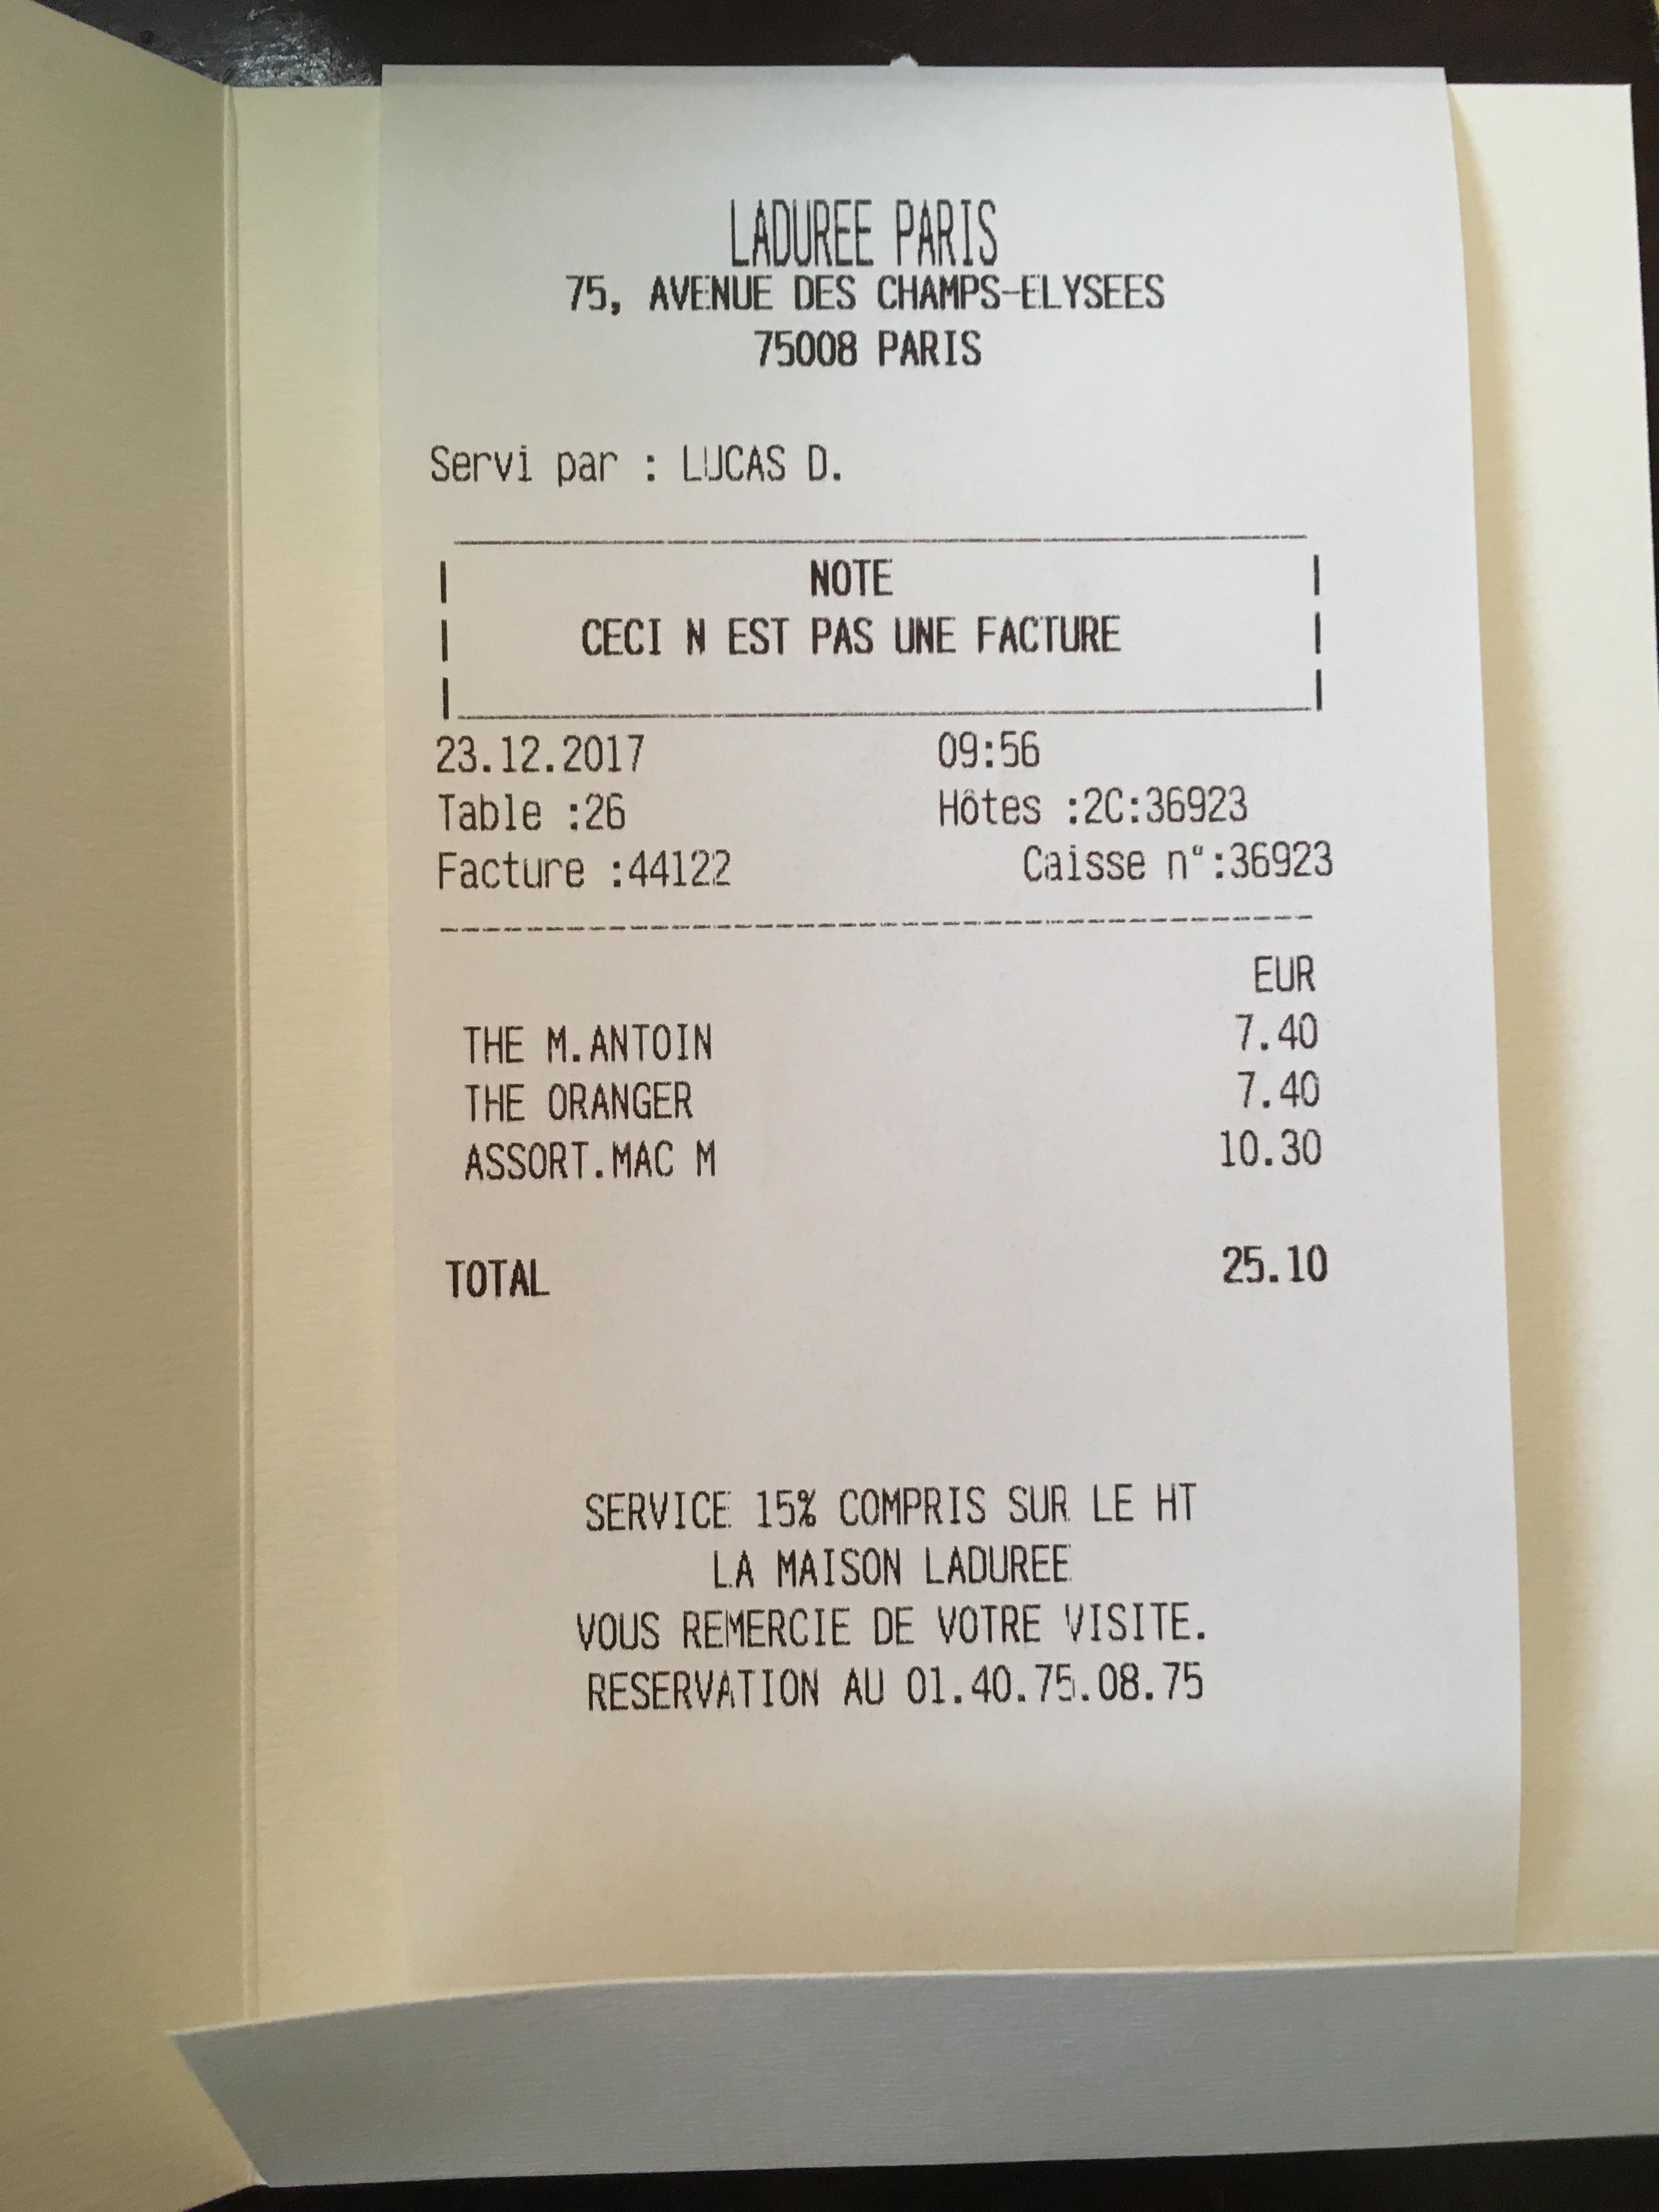 LADUREE PARIS
75, AVENUE DES CHAMPS-ELYSEES
75008 PARIS
Servi par : LUCAS D.
NOTE
CECI N EST PAS UNE FACTURE
23.12.2017 09:56
Table :26 Hôtes :2C:36923
Facture :44122 Caisse n°:36923
EUR
THE M.ANTOIN 7.40
THE ORANGER 7.40
ASSORT.MAC M 10.30
TOTAL 25.10
SERVICE 15% COMPRIS SUR LE HT
LA MAISON LADUREE
VOUS REMERCIE DE VOTRE VISITE.
RESERVATION AU 01.40.75.08.75